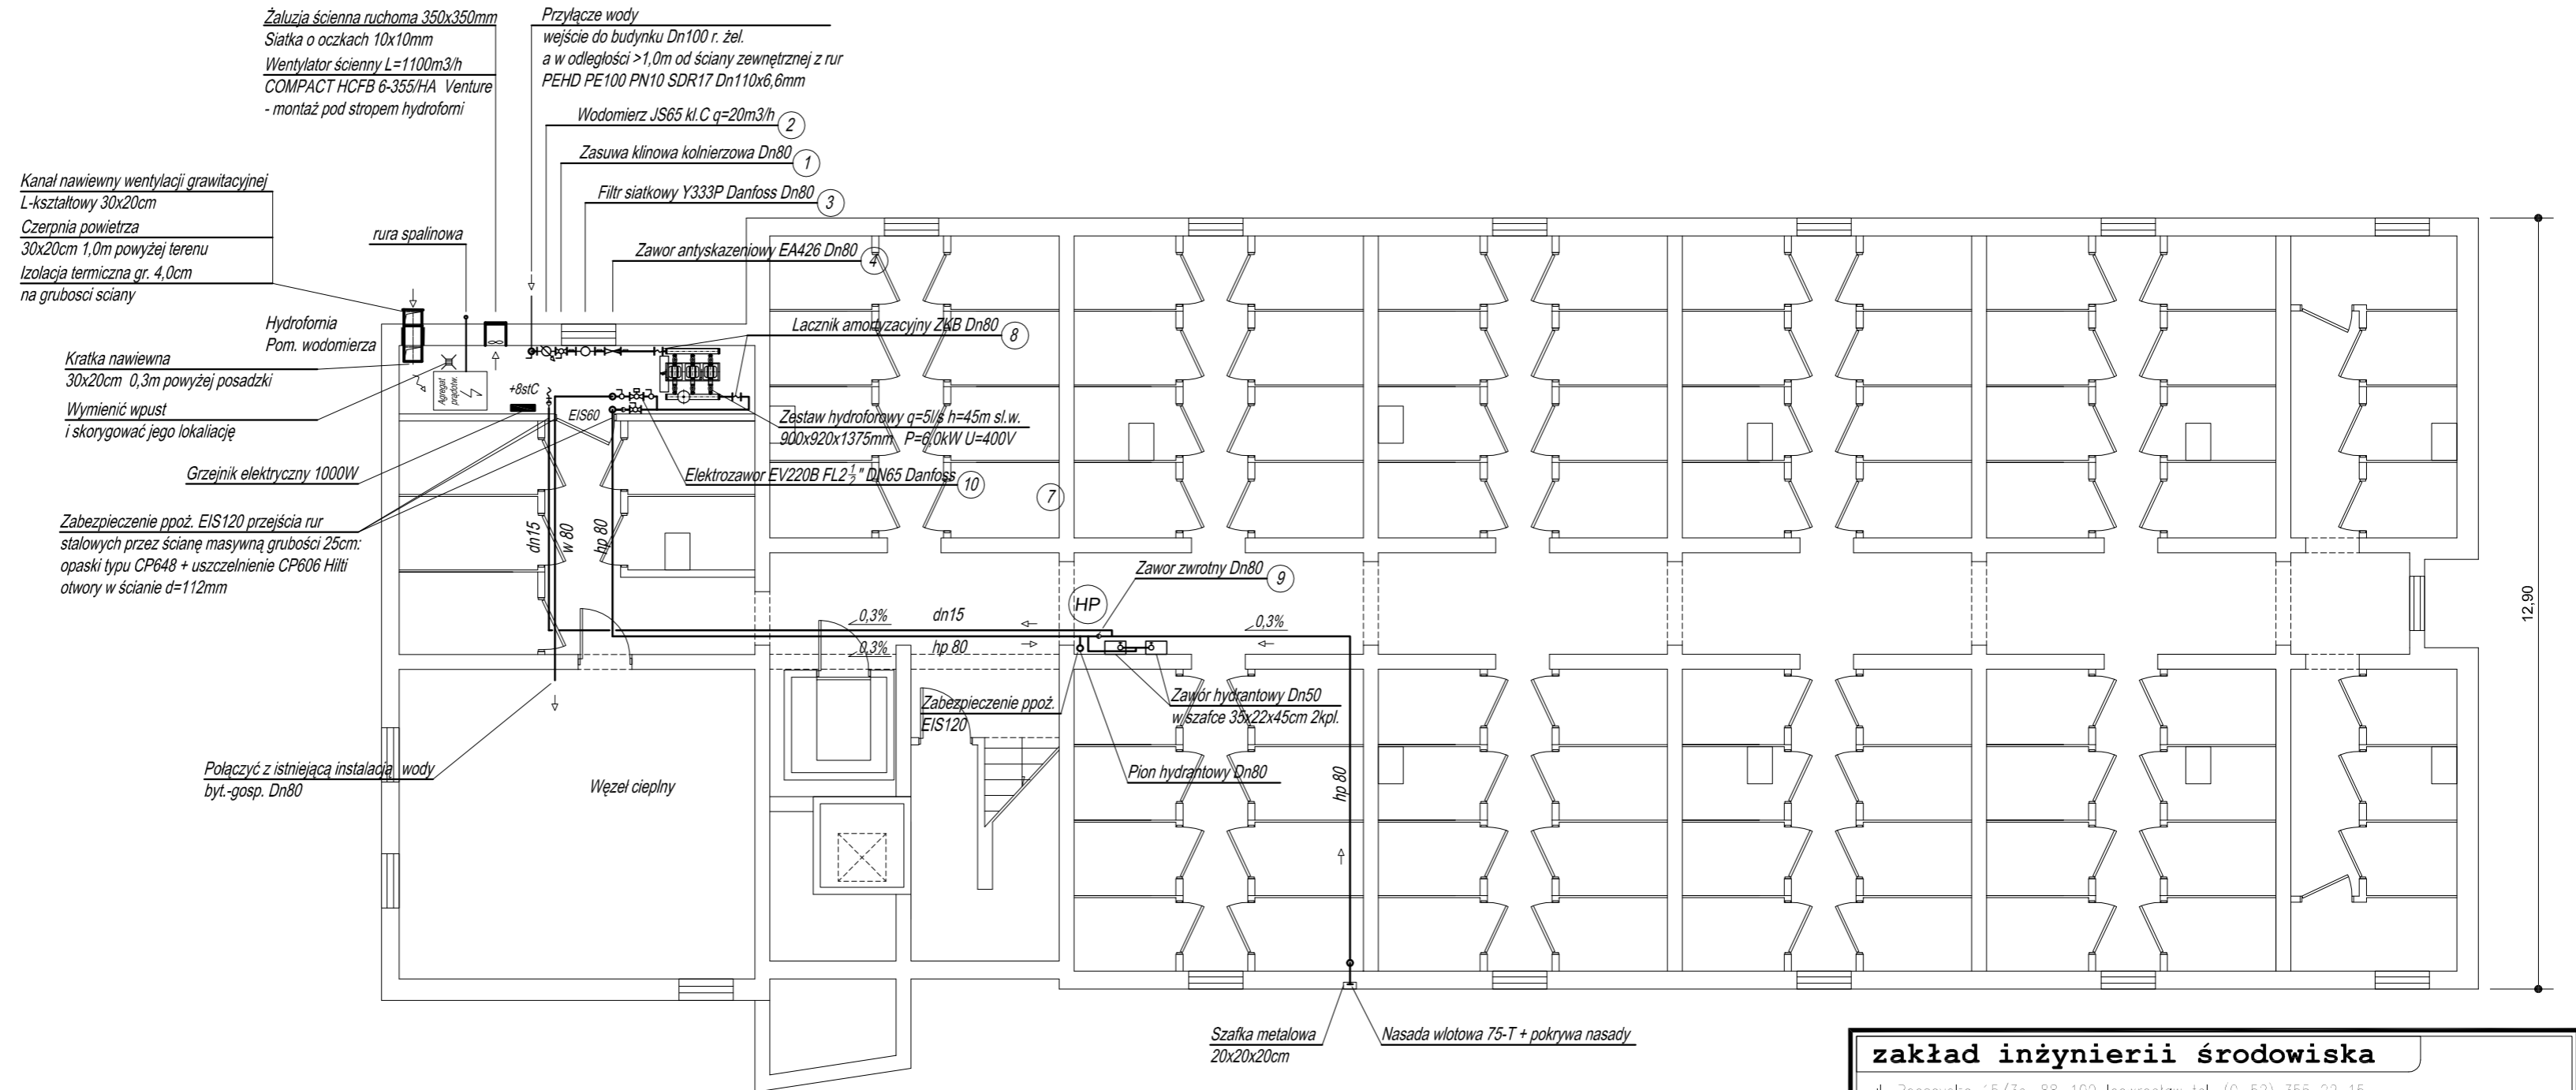 Żaluzja ścienna ruchoma 350x350mm
Siatka o oczkach 10x10mm
Wentylator ścienny L=1100m3/h
COMPACT HCFB 6-355/HA Venture
- montaż pod stropem hydroforni
Przyłącze wody
wejście do budynku Dn100 r. żel.
a w odległości >1,0m od ściany zewnętrznej z rur
PEHD PE100 PN10 SDR17 Dn110x6,6mm
Wodomierz JS65 kl.C q=20m3/h 2
Zasuwa klinowa kolnierzowa Dn80 1
Filtr siatkowy Y333P Danfoss Dn80 3
Zawor antyskazeniowy EA426 Dn80 4
Lacznik amortyzacyjny ZKB Dn80 8
Kanał nawiewny wentylacji grawitacyjnej
L-kształtowy 30x20cm
Czerpnia powietrza
30x20cm 1,0m powyżej terenu
Izolacja termiczna gr. 4,0cm
na grubosci sciany
rura spalinowa
Hydrofornia
Pom. wodomierza
Kratka nawiewna
30x20cm 0,3m powyżej posadzki
Wymienić wpust
i skorygować jego lokaliację
Agregat
prądotw.
+8stC
EIS60
Grzejnik elektryczny 1000W
Zestaw hydroforowy q=5l/s h=45m sl.w.
900x920x1375mm P=6,0kW U=400V
Elektrozawor EV220B FL2 1/2" DN65 Danfoss 10
7
Zabezpieczenie ppoż. EIS120 przejścia rur
stalowych przez ścianę masywną grubości 25cm:
opaski typu CP648 + uszczelnienie CP606 Hilti
otwory w ścianie d=112mm
dn15
w 80
hp 80
Zawor zwrotny Dn80 9
HP
0,3%
dn15
0,3%
0,3%
hp 80
12,90
Zabezpieczenie ppoż.
EIS120
Zawór hydrantowy Dn50
w szafce 35x22x45cm 2kpl.
Pion hydrantowy Dn80
hp 80
Połączyć z istniejącą instalacją wody
byt.-gosp. Dn80
Węzeł cieplny
Szafka metalowa
20x20x20cm
Nasada wlotowa 75-T + pokrywa nasady
zakład inżynierii środowiska